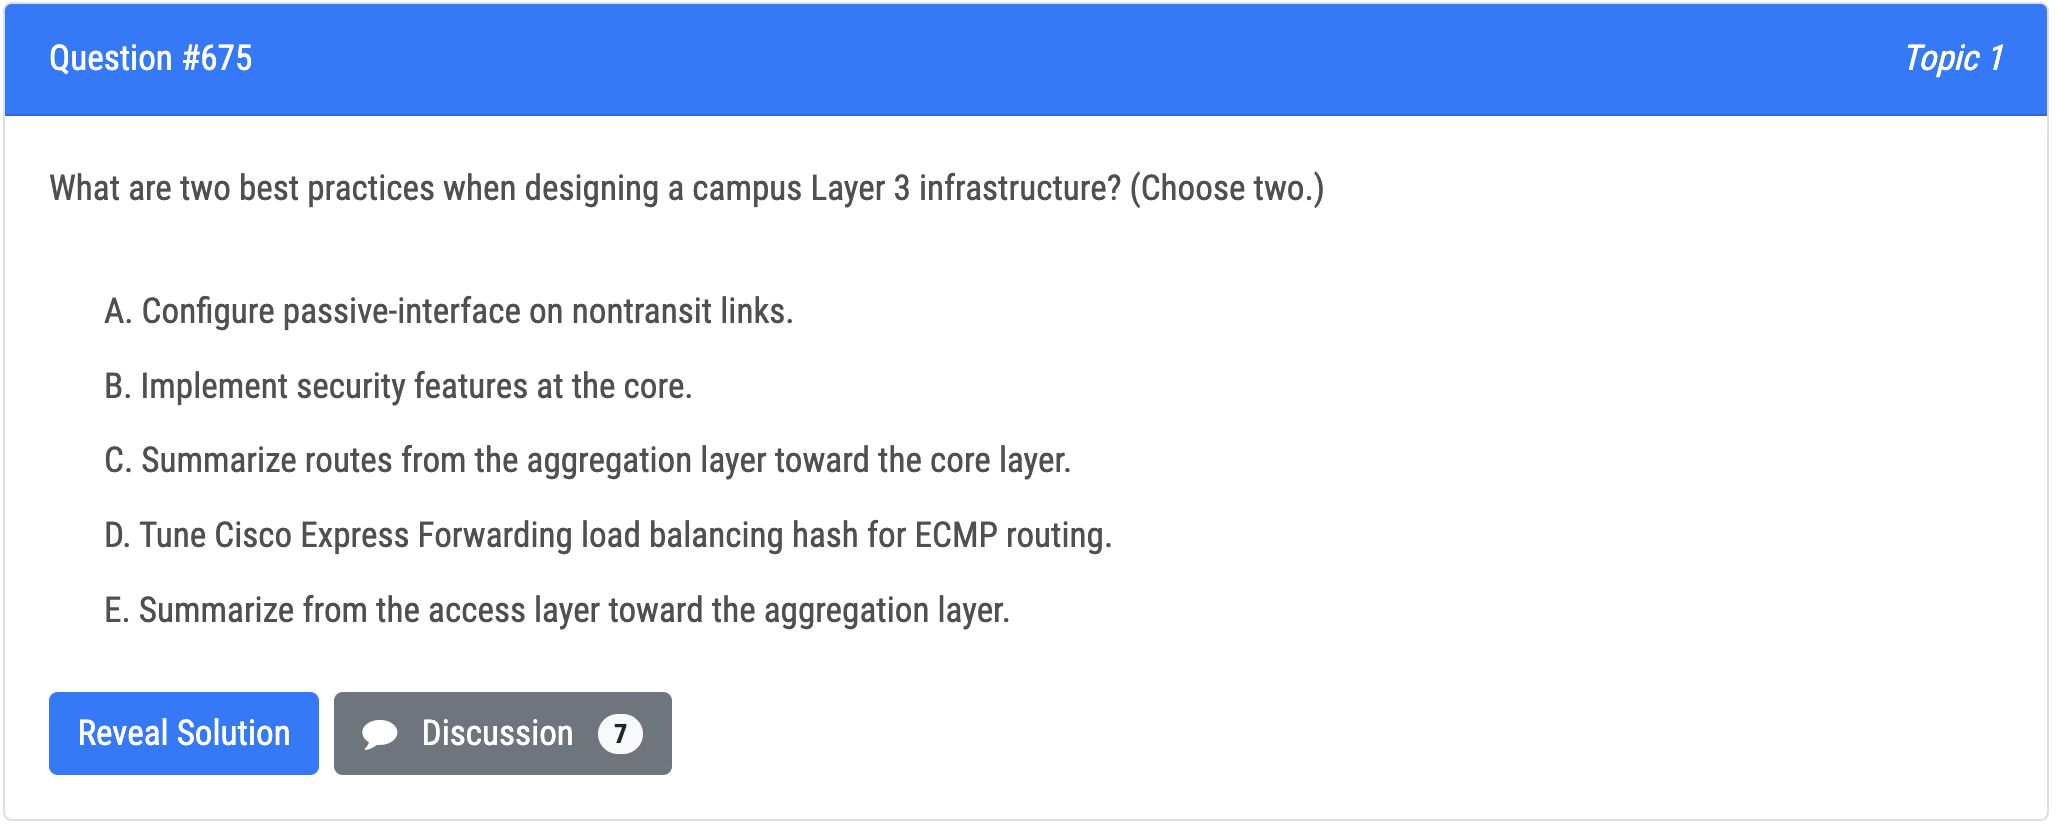 Question #675
Topic 1
What are two best practices when designing a campus Layer 3 infrastructure? (Choose two.)
A. Configure passive-interface on nontransit links.
B. Implement security features at the core.
C. Summarize routes from the aggregation layer toward the core layer.
D. Tune Cisco Express Forwarding load balancing hash for ECMP routing.
E. Summarize from the access layer toward the aggregation layer.
Reveal Solution
Discussion 7